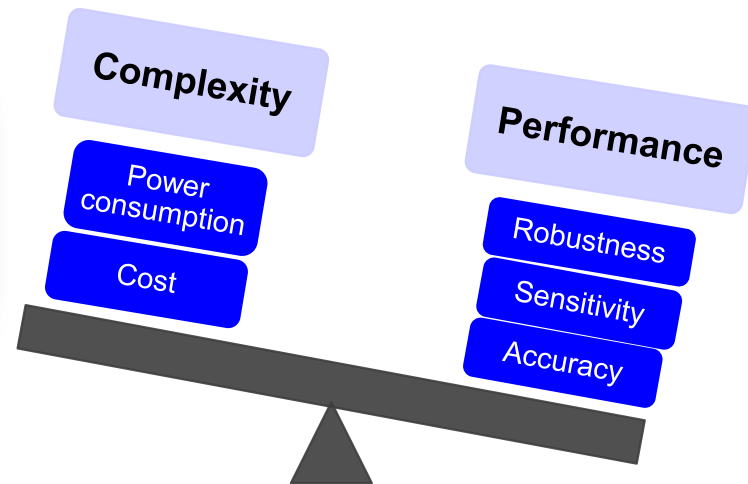 Complexity
Power
consumption
Cost
Performance
Robustness
Sensitivity
Accuracy